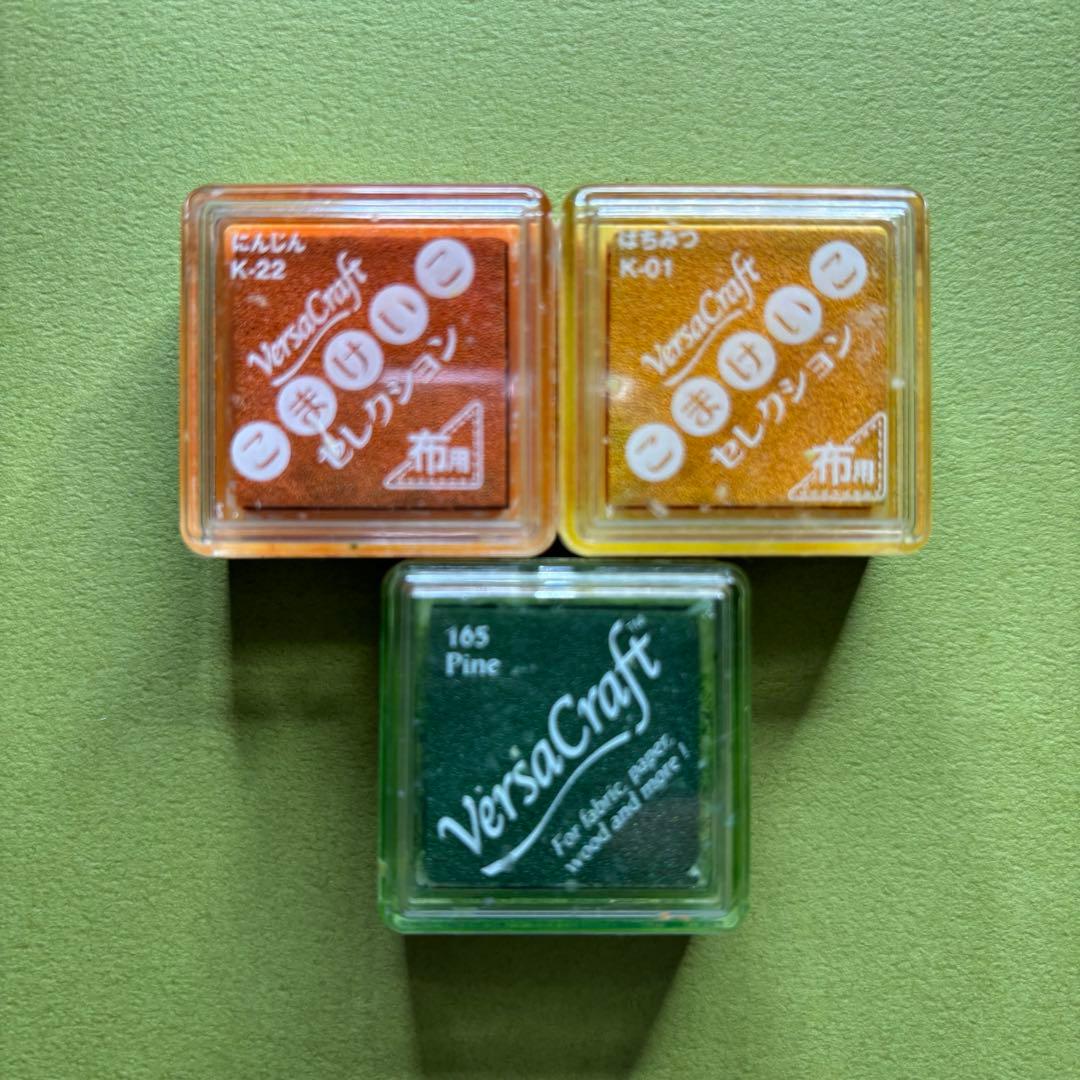 にんじん
K-22
VersaCraft
こまけいこ
セレクション
布用
はちみつ
K-01
VersaCraft
こまけいこ
セレクション
布用
165
Pine
VersaCraft™
For fabric, paper,
wood and more !